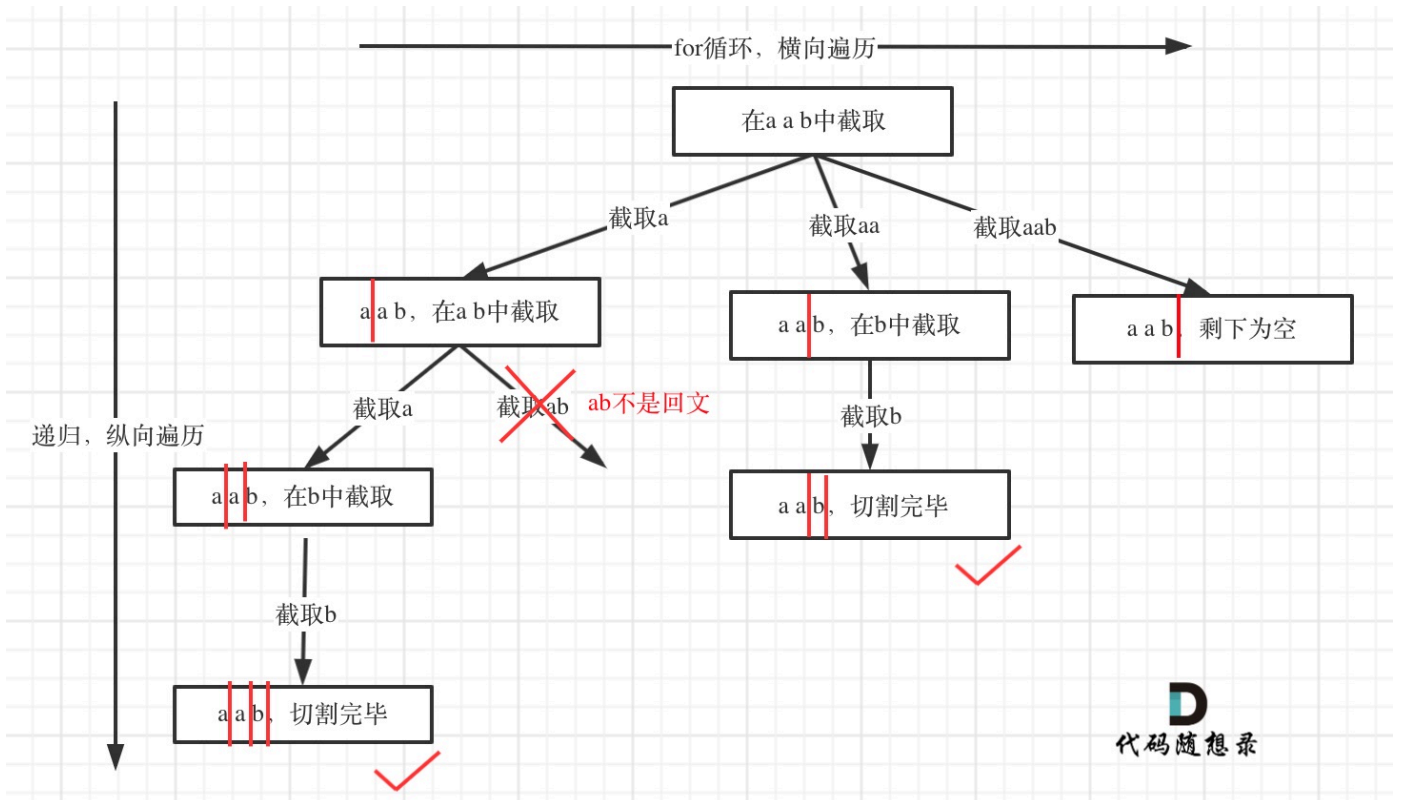 for循环，横向遍历
在a a b中截取
截取a
截取aa
截取aab
a a b，在a b中截取
a a b，在b中截取
a a b，剩下为空
截取a
截取ab
ab不是回文
截取b
递归，纵向遍历
a a b，在b中截取
a a b，切割完毕
截取b
a a b，切割完毕
代码随想录